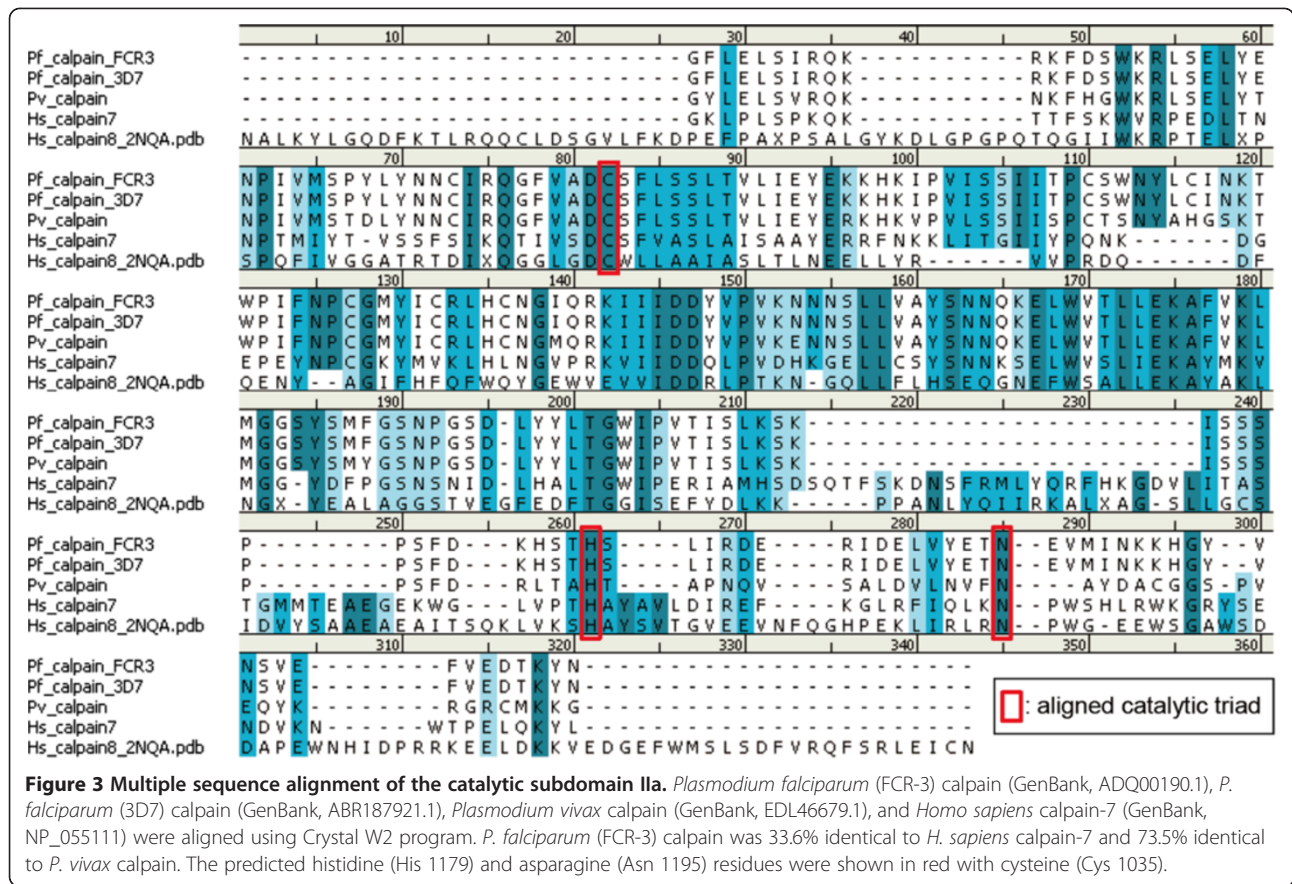 10 20 30 40 50 60
Pf_calpain_FCR3 --------------------------GFLELSIRQK----------RKFDSWKRLSELYE
Pf_calpain_3D7 --------------------------GFLELSIRQK----------RKFDSWKRLSELYE
Pv_calpain --------------------------GYLELSVRQK----------NKFHGWKRLSELYT
Hs_calpain7 --------------------------GKLPLSPKQK----------TTFSKWVRPEDLTN
Hs_calpain8_2NQA.pdb NALKYLGQDFKTLRQQCLDSGVLFKDPEFPAXPSALGYKDLGPGPQTQGIIWKRPTELXP
70 80 90 100 110 120
Pf_calpain_FCR3 NPIVMSPYLYNNCIRQGFVADCSFLSSLTVLIEYEKKHKIPVISSIITPCSWNYLCINKT
Pf_calpain_3D7 NPIVMSPYLYNNCIRQGFVADCSFLSSLTVLIEYEKKHKIPVISSIITPCSWNYLCINKT
Pv_calpain NPIVMSTDLYNNCIRQGFVADCSFLSSLTVLIEYERKHKVPVLSSIISPCTSNYAHGSKT
Hs_calpain7 NPTMIYT-VSSFSIKQTIVSDCSFVASLAISAAYERRFNKKLITGIIYPQNK------DG
Hs_calpain8_2NQA.pdb SPQFIVGGATRTDIXQGGLGDCWLLAAIASLTLNEELLYR------VVPRDQ------DF
130 140 150 160 170 180
Pf_calpain_FCR3 WPIFNPCGMYICRLHCNGIQRKIIIDDYVPVKNNNSLLVAYSNNQKELWVTLLEKAFVKL
Pf_calpain_3D7 WPIFNPCGMYICRLHCNGIQRKIIIDDYVPVKNNNSLLVAYSNNQKELWVTLLEKAFVKL
Pv_calpain WPIFNPCGMYICRLHCNGMQRKIIIDDYVPVKNNNSLLVAYSNNQKELWVTLLEKAFVKL
Hs_calpain7 EPEYNPCGKYMVKLHLNGVPRKVIIDDQLPVDHKGELLCSYSNNKSELWVSLIEKAYMKV
Hs_calpain8_2NQA.pdb QENY--AGIFHFQFWQYGEWVEVVIDDRLPTKN-GQLLFLHSEQGNEFWSALLEKAYAKL
190 200 210 220 230 240
Pf_calpain_FCR3 MGGSYSMFGSNPGSD-LYYLTGWIPVTISLKSK-----------------------ISSS
Pf_calpain_3D7 MGGSYSMFGSNPGSD-LYYLTGWIPVTISLKSK-----------------------ISSS
Pv_calpain MGGSYSMYGSNPGSD-LYYLTGWIPVTISLKSK-----------------------ISSS
Hs_calpain7 MGG-YDFPGSNSNID-LHALTGWIPERIAMHSDSQTFSKDNSFRMLYQRFHKGDVLITAS
Hs_calpain8_2NQA.pdb NGX-YEALAGGSTVEGFEDFTGGISEFYDLKK-----PPANLYQIIRKALXAG-SLLGCS
250 260 270 280 290 300
Pf_calpain_FCR3 P--------PSFD---KHSTHS----LIRDE----RIDELVYETN--EVMINKKHGY--V
Pf_calpain_3D7 P--------PSFD---KHSTHS----LIRDE----RIDELVYETN--EVMINKKHGY--V
Pv_calpain P--------PSFD---RLTAHT----APNQV----SALDVLNVFN----AYDACGGS-PV
Hs_calpain7 TGMMTEAEGEKWG---LVPTHAYAVLDIREF----KGLRFIQLKN--PWSHLRWKGRYSE
Hs_calpain8_2NQA.pdb IDVYSAAEAEAITSQKLVKSHAYSVTGVEEVNFQGHPEKLIRLRN--PWG-EEWSGAWSD
310 320 330 340 350 360
Pf_calpain_FCR3 NSVE--------FVEDTKYN-----------------------
Pf_calpain_3D7 NSVE--------FVEDTKYN-----------------------
Pv_calpain EQYK--------RGRCMKKG-----------------------
Hs_calpain7 NDVKN------WTPELQKYL-----------------------
Hs_calpain8_2NQA.pdb DAPEWNHIDPRRKEELDKKVEDGEFWMSLSDFVRQFSRLEICN
: aligned catalytic triad
Figure 3 Multiple sequence alignment of the catalytic subdomain IIa. Plasmodium falciparum (FCR-3) calpain (GenBank, ADQ00190.1), P.
falciparum (3D7) calpain (GenBank, ABR187921.1), Plasmodium vivax calpain (GenBank, EDL46679.1), and Homo sapiens calpain-7 (GenBank,
NP_055111) were aligned using Crystal W2 program. P. falciparum (FCR-3) calpain was 33.6% identical to H. sapiens calpain-7 and 73.5% identical
to P. vivax calpain. The predicted histidine (His 1179) and asparagine (Asn 1195) residues were shown in red with cysteine (Cys 1035).